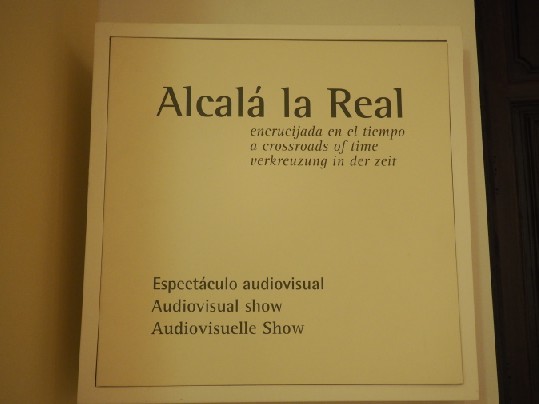 Alcalá la Real
encrucijada en el tiempo
a crossroads of time
verkreuzung in der zeit
Espectáculo audiovisual
Audiovisual show
Audiovisuelle Show